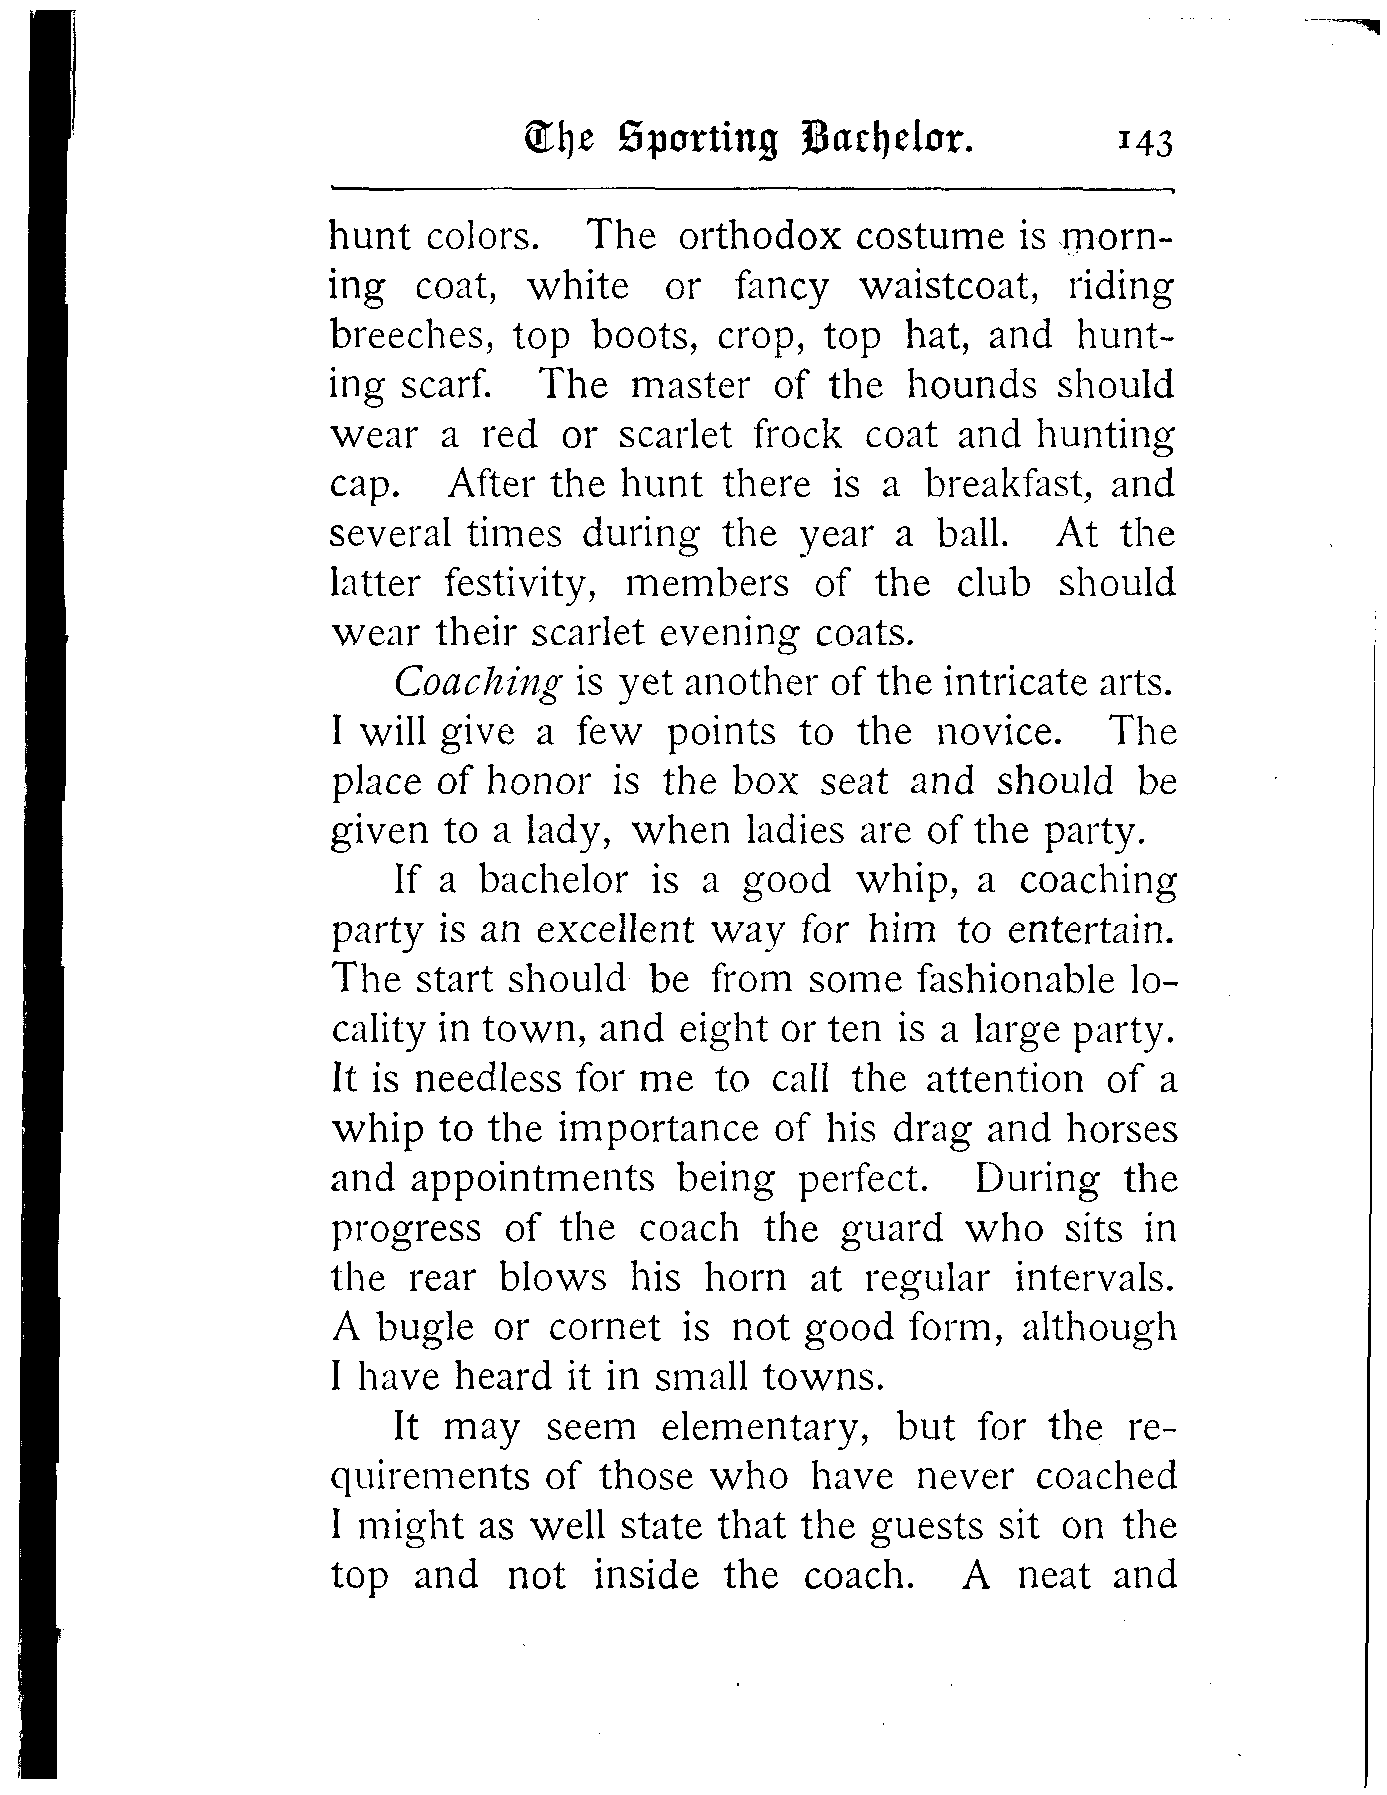 The Sporting Bachelor. 143
hunt colors. The orthodox costume is morn-
ing coat, white or fancy waistcoat, riding
breeches, top boots, crop, top hat, and hunt-
ing scarf. The master of the hounds should
wear a red or scarlet frock coat and hunting
cap. After the hunt there is a breakfast, and
several times during the year a ball. At the
latter festivity, members of the club should
wear their scarlet evening coats.
Coaching is yet another of the intricate arts.
I will give a few points to the novice. The
place of honor is the box seat and should be
given to a lady, when ladies are of the party.
If a bachelor is a good whip, a coaching
party is an excellent way for him to entertain.
The start should be from some fashionable lo-
cality in town, and eight or ten is a large party.
It is needless for me to call the attention of a
whip to the importance of his drag and horses
and appointments being perfect. During the
progress of the coach the guard who sits in
the rear blows his horn at regular intervals.
A bugle or cornet is not good form, although
I have heard it in small towns.
It may seem elementary, but for the re-
quirements of those who have never coached
I might as well state that the guests sit on the
top and not inside the coach. A neat and